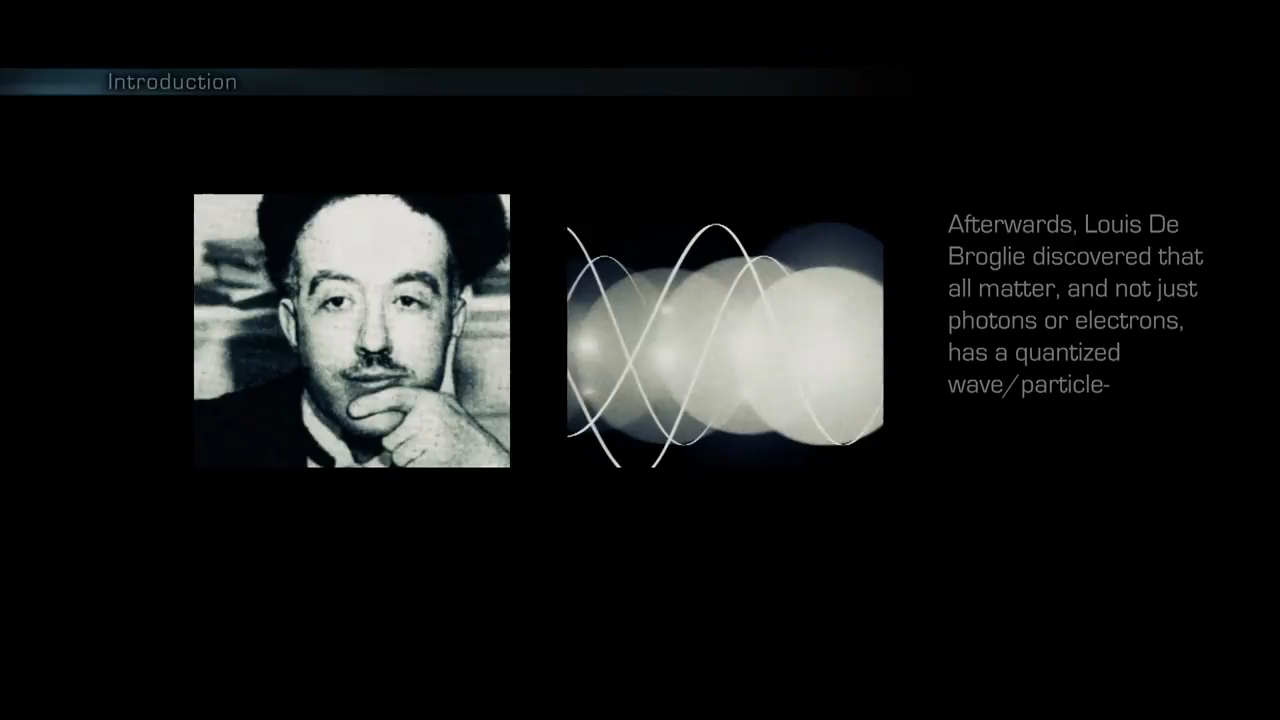 Introduction
Afterwards, Louis De
Broglie discovered that
all matter, and not just
photons or electrons,
has a quantized
wave/particle-